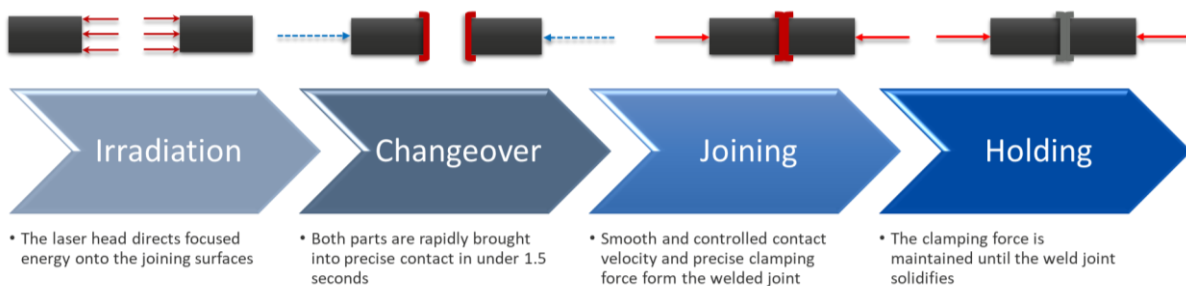 Irradiation
Changeover
Joining
Holding
• The laser head directs focused
energy onto the joining surfaces
• Both parts are rapidly brought
into precise contact in under 1.5
seconds
• Smooth and controlled contact
velocity and precise clamping
force form the welded joint
• The clamping force is
maintained until the weld joint
solidifies